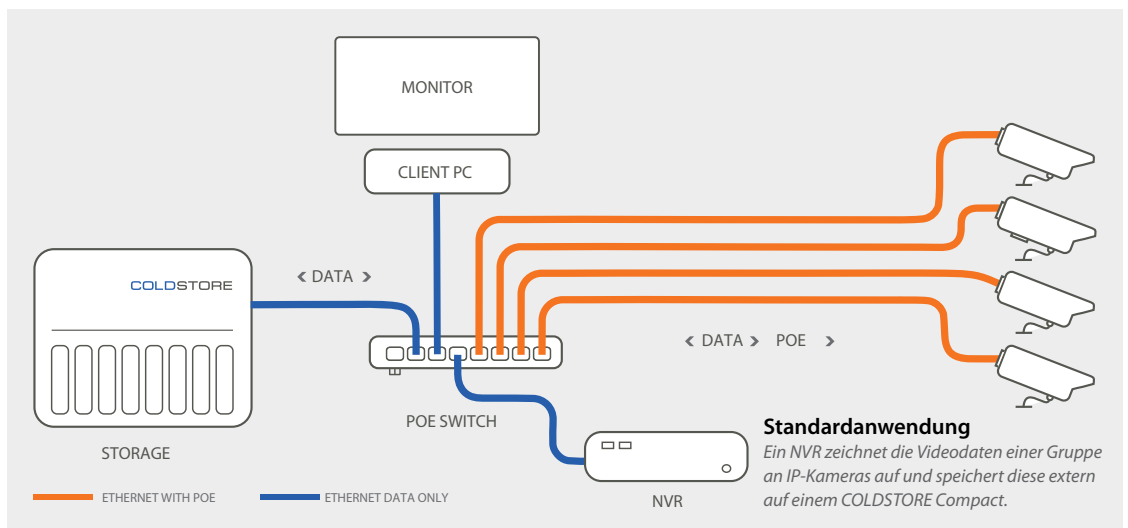 MONITOR
CLIENT PC
COLDSTORE
< DATA >
< DATA > POE >
POE SWITCH
STORAGE
NVR
Standardanwendung
Ein NVR zeichnet die Videodaten einer Gruppe
an IP-Kameras auf und speichert diese extern
auf einem COLDSTORE Compact.
ETHERNET WITH POE
ETHERNET DATA ONLY